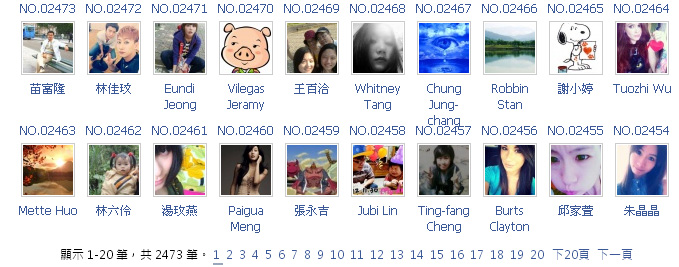 NO.02473 NO.02472 NO.02471 NO.02470 NO.02469 NO.02468 NO.02467 NO.02466 NO.02465 NO.02464
苗富隆 林佳玟 Eundi Vilegas 王百洽 Whitney Chung Robbin 謝小婷 Tuozhi Wu
Jeong Jeramy Tang Jung- Stan
chang
NO.02463 NO.02462 NO.02461 NO.02460 NO.02459 NO.02458 NO.02457 NO.02456 NO.02455 NO.02454
Mette Huo 林六伶 湯玫燕 Paigua 張永吉 Jubi Lin Ting-fang Burts 邱家萱 朱晶晶
Meng Cheng Clayton
顯示 1-20 筆，共 2473 筆。 1 2 3 4 5 6 7 8 9 10 11 12 13 14 15 16 17 18 19 20 下20頁 下一頁